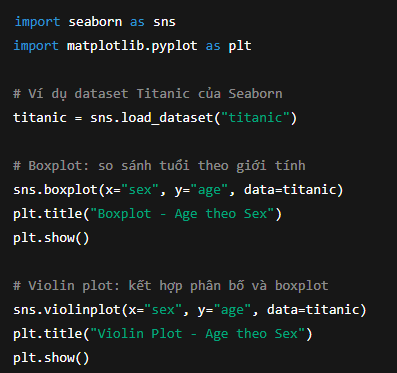 import seaborn as sns
import matplotlib.pyplot as plt
# Ví dụ dataset Titanic của Seaborn
titanic = sns.load_dataset("titanic")
# Boxplot: so sánh tuổi theo giới tính
sns.boxplot(x="sex", y="age", data=titanic)
plt.title("Boxplot - Age theo Sex")
plt.show()
# Violin plot: kết hợp phân bố và boxplot
sns.violinplot(x="sex", y="age", data=titanic)
plt.title("Violin Plot - Age theo Sex")
plt.show()